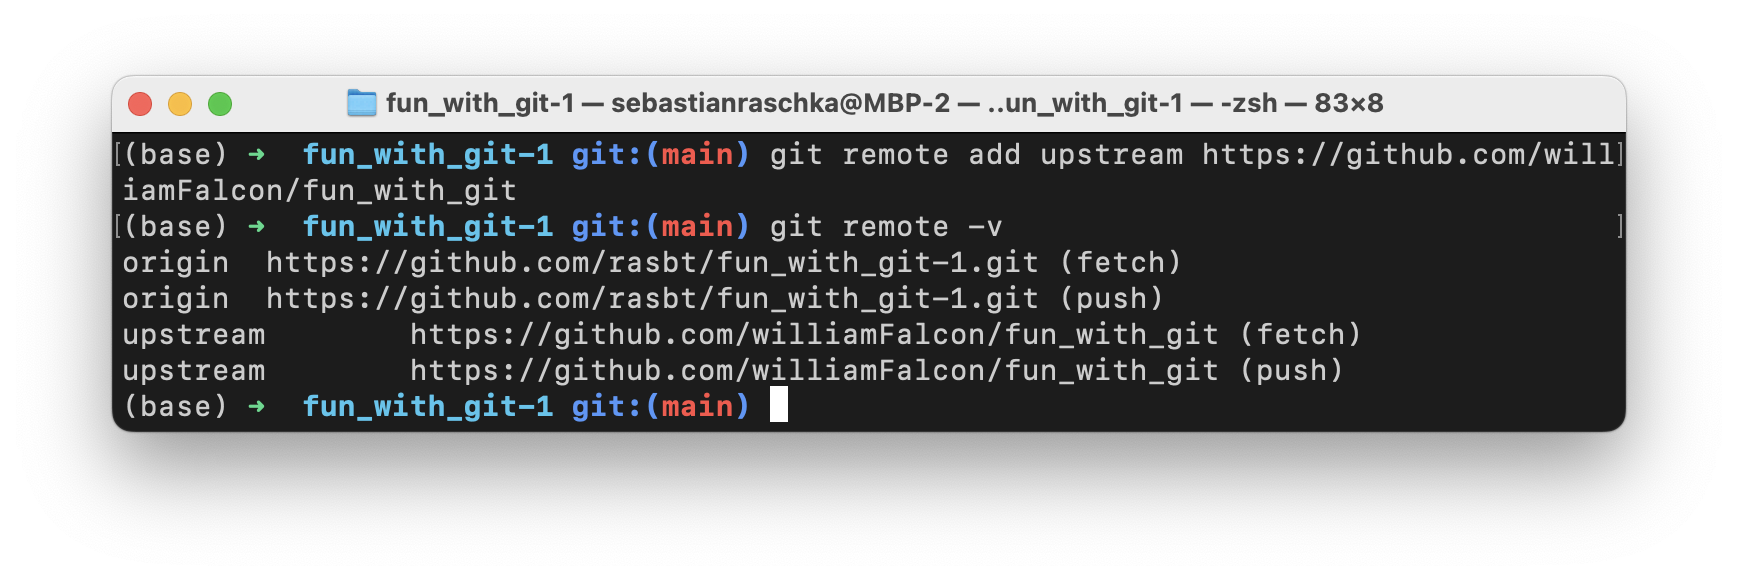 fun_with_git-1 — sebastianraschka@MBP-2 — ..un_with_git-1 — -zsh — 83×8
[(base) ➜  fun_with_git-1 git:(main) git remote add upstream https://github.com/will]
iamFalcon/fun_with_git
[(base) ➜  fun_with_git-1 git:(main) git remote -v ]
origin  https://github.com/rasbt/fun_with_git-1.git (fetch)
origin  https://github.com/rasbt/fun_with_git-1.git (push)
upstream        https://github.com/williamFalcon/fun_with_git (fetch)
upstream        https://github.com/williamFalcon/fun_with_git (push)
(base) ➜  fun_with_git-1 git:(main)